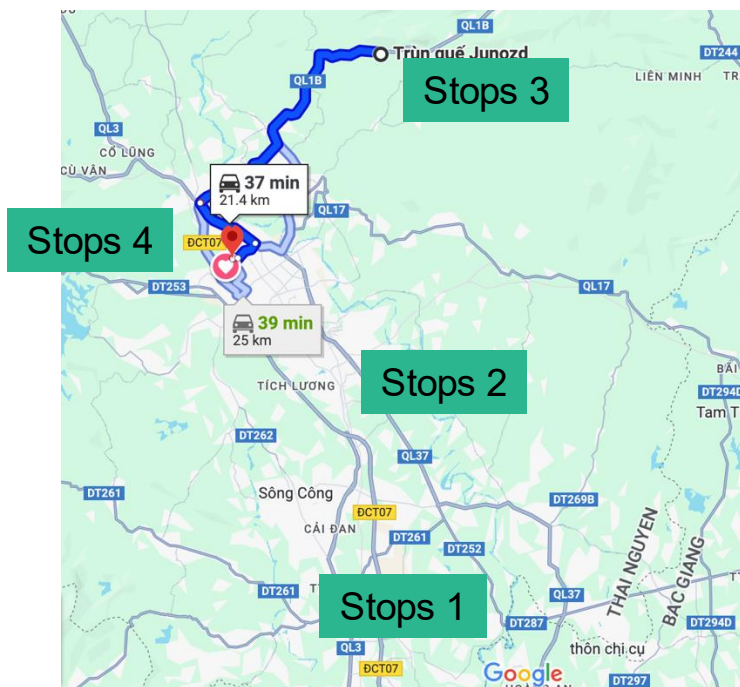 QL1B
DT244
Trùn quế Junozd
LIÊN MINH
QL1B
Stops 3
QL3
CỔ LŨNG
CÙ VÂN
37 min
21.4 km
QL17
Stops 4
ĐCT07
DT253
QL17
39 min
25 km
Stops 2
TÍCH LƯƠNG
BÃI
DT294D
Tam T
DT262
QL37
DT261
Sông Công
DT269B
ĐCT07
CẢI ĐAN
DT261
DT252
THAI NGUYEN
BAC GIANG
DT261
QL37
Stops 1
DT287
DT294D
QL3
thôn chị cụ
ĐCT07
Google
DT297